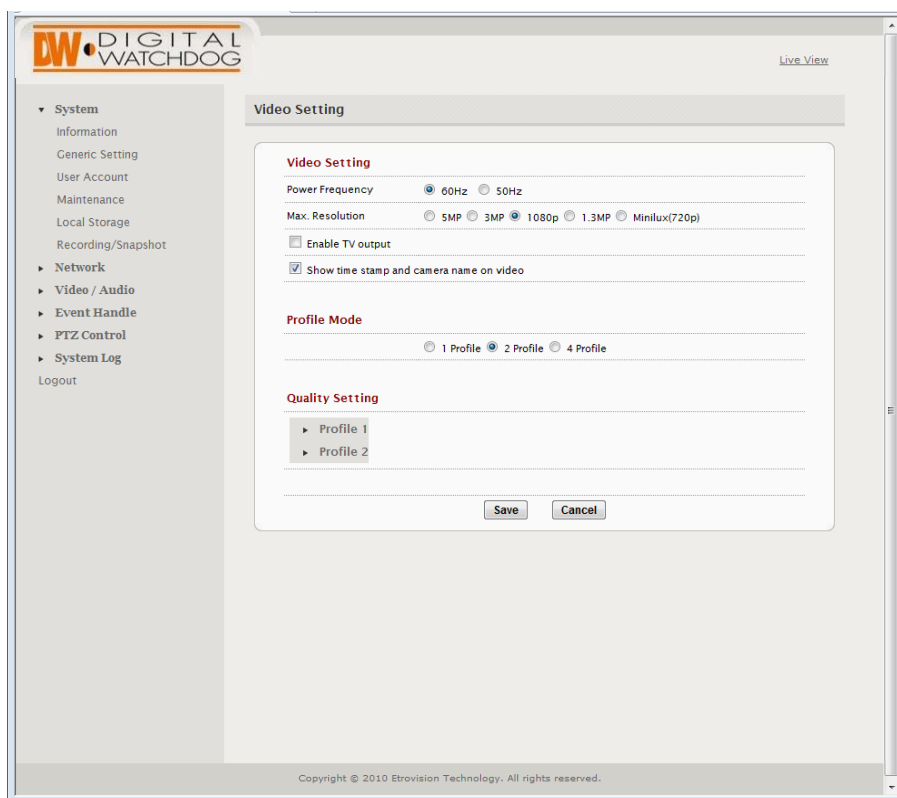 DW DIGITAL
WATCHDOG
Live View
System
Information
Generic Setting
User Account
Maintenance
Local Storage
Recording/Snapshot
Network
Video / Audio
Event Handle
PTZ Control
System Log
Logout
Video Setting
Video Setting
Power Frequency 60Hz 50Hz
Max. Resolution 5MP 3MP 1080p 1.3MP Minilux(720p)
Enable TV output
Show time stamp and camera name on video
Profile Mode
1 Profile 2 Profile 4 Profile
Quality Setting
Profile 1
Profile 2
Save Cancel
Copyright © 2010 Etrovision Technology. All rights reserved.